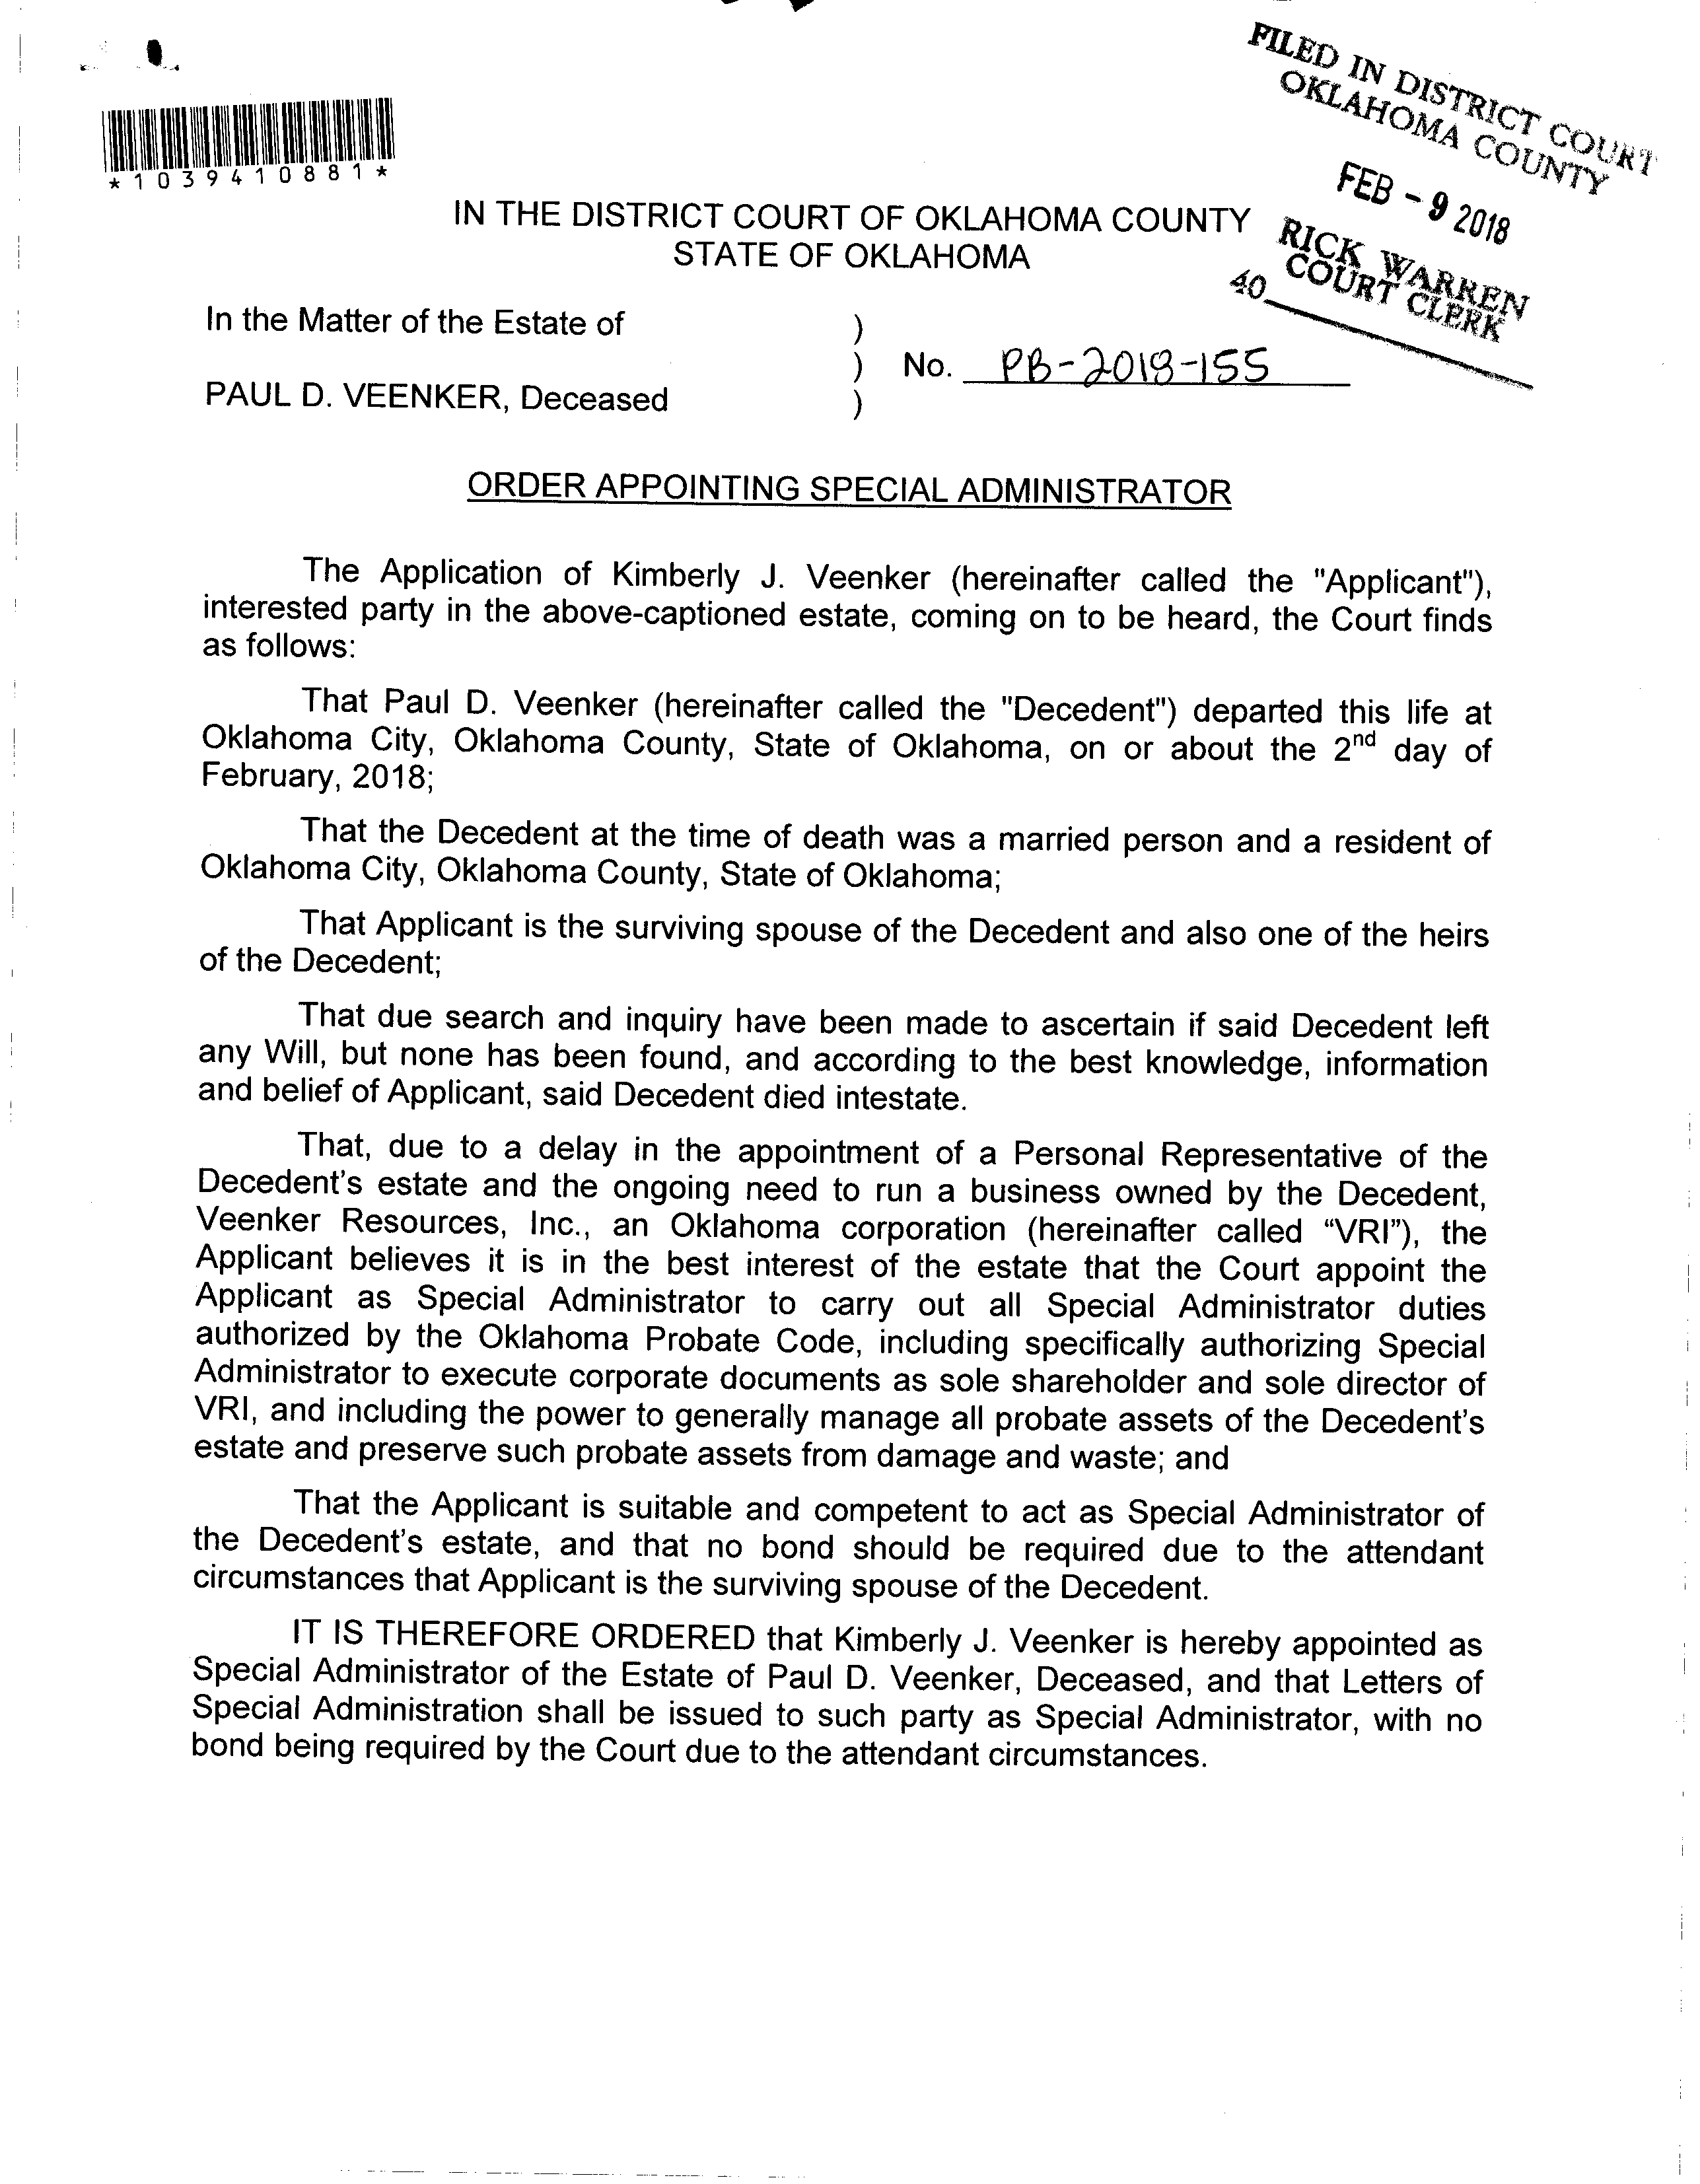 FILED IN DISTRICT COURT
OKLAHOMA COUNTY
FEB - 9 2018
RICK WARREN
COURT CLERK
40
*1039410881*
IN THE DISTRICT COURT OF OKLAHOMA COUNTY
STATE OF OKLAHOMA
In the Matter of the Estate of )
) No. PB-2018-155
PAUL D. VEENKER, Deceased )
ORDER APPOINTING SPECIAL ADMINISTRATOR
The Application of Kimberly J. Veenker (hereinafter called the "Applicant"),
interested party in the above-captioned estate, coming on to be heard, the Court finds
as follows:
That Paul D. Veenker (hereinafter called the "Decedent") departed this life at
Oklahoma City, Oklahoma County, State of Oklahoma, on or about the 2nd day of
February, 2018;
That the Decedent at the time of death was a married person and a resident of
Oklahoma City, Oklahoma County, State of Oklahoma;
That Applicant is the surviving spouse of the Decedent and also one of the heirs
of the Decedent;
That due search and inquiry have been made to ascertain if said Decedent left
any Will, but none has been found, and according to the best knowledge, information
and belief of Applicant, said Decedent died intestate.
That, due to a delay in the appointment of a Personal Representative of the
Decedent's estate and the ongoing need to run a business owned by the Decedent,
Veenker Resources, Inc., an Oklahoma corporation (hereinafter called “VRI”), the
Applicant believes it is in the best interest of the estate that the Court appoint the
Applicant as Special Administrator to carry out all Special Administrator duties
authorized by the Oklahoma Probate Code, including specifically authorizing Special
Administrator to execute corporate documents as sole shareholder and sole director of
VRI, and including the power to generally manage all probate assets of the Decedent's
estate and preserve such probate assets from damage and waste; and
That the Applicant is suitable and competent to act as Special Administrator of
the Decedent's estate, and that no bond should be required due to the attendant
circumstances that Applicant is the surviving spouse of the Decedent.
IT IS THEREFORE ORDERED that Kimberly J. Veenker is hereby appointed as
Special Administrator of the Estate of Paul D. Veenker, Deceased, and that Letters of
Special Administration shall be issued to such party as Special Administrator, with no
bond being required by the Court due to the attendant circumstances.